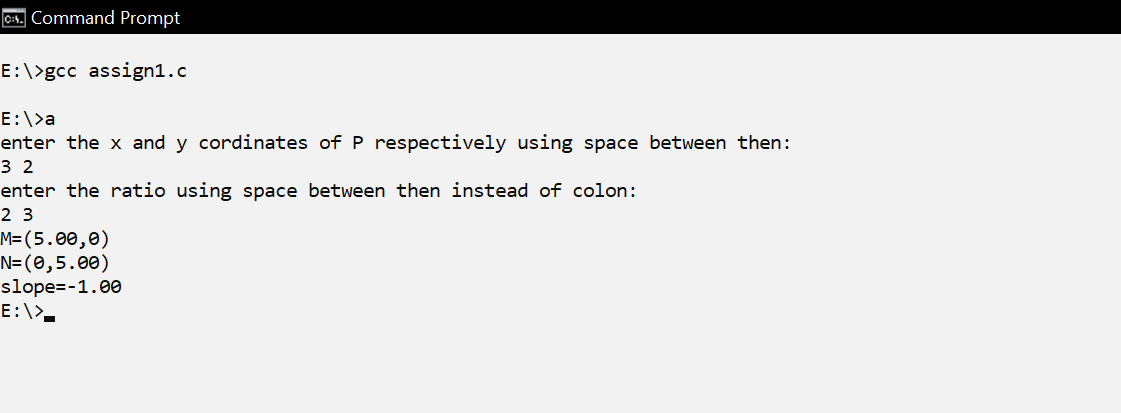 Command Prompt
E:\>gcc assign1.c
E:\>a
enter the x and y cordinates of P respectively using space between then:
3 2
enter the ratio using space between then instead of colon:
2 3
M=(5.00,0)
N=(0,5.00)
slope=-1.00
E:\>